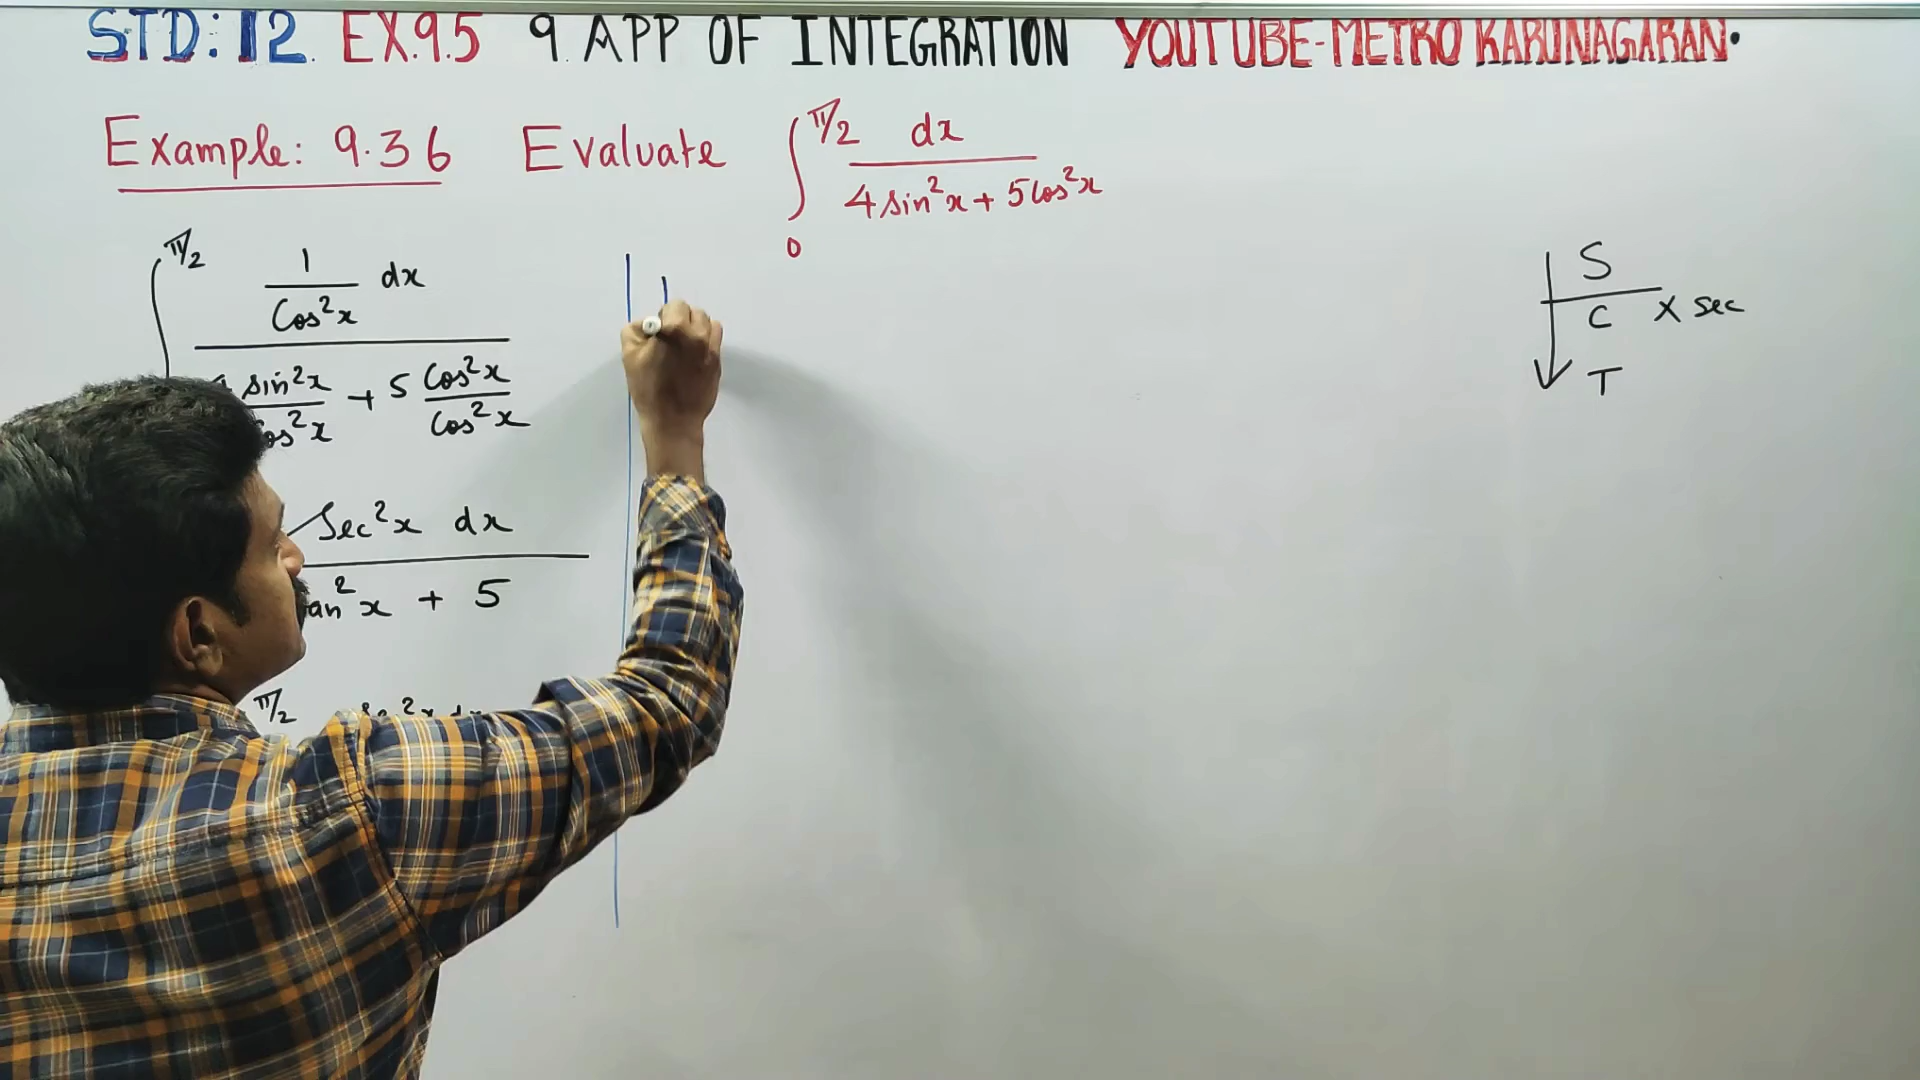 STD: 12. EX.9.5 9 APP OF INTEGRATION YOUTUBE-METRO KARUNAGARAN.
Example: 9.36 Evaluate ∫₀^π/2 dx / 4sin²x + 5cos²x
π/2
1 / Cos²x dx
sin²x / cos²x + 5 Cos²x / Cos²x
Sec²x dx
an²x + 5
π/2
S
C X sec
T